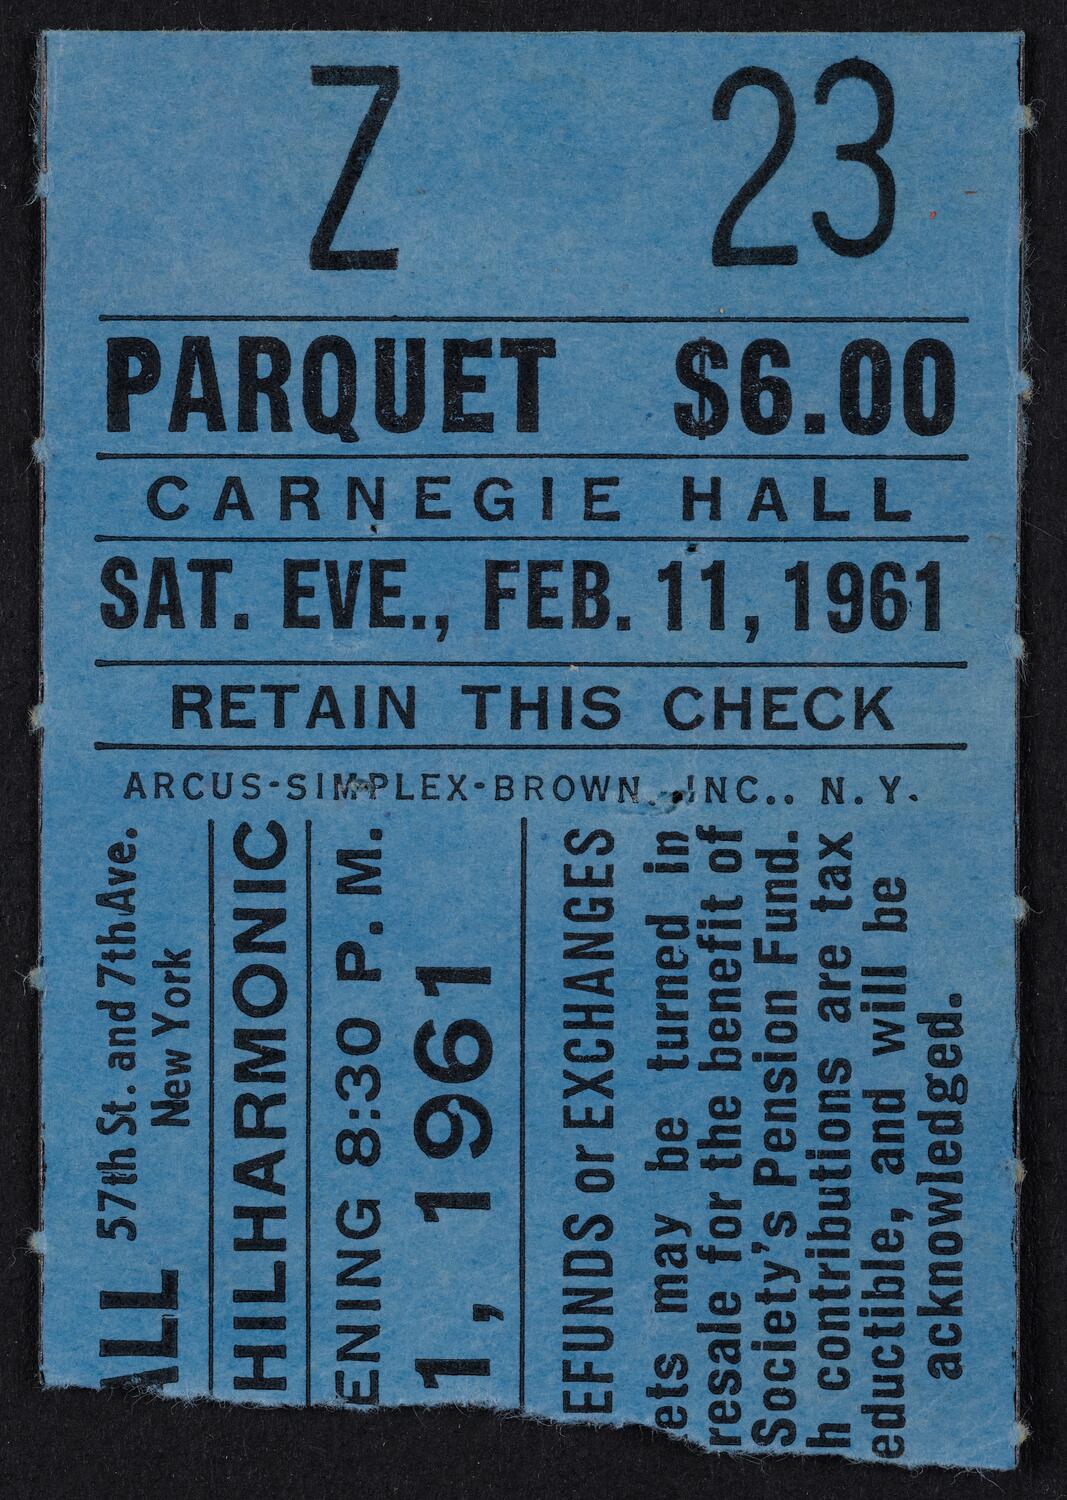 Z 23
PARQUET $6.00
CARNEGIE HALL
SAT. EVE., FEB. 11, 1961
RETAIN THIS CHECK
ARCUS-SIMPLEX-BROWN, INC.. N.Y.
ALL 57th St. and 7th Ave.
New York
HILHARMONIC
ENING 8:30 P.M.
1, 1961
EFUNDS or EXCHANGES
ets may be turned in
resale for the benefit of
Society's Pension Fund.
h contributions are tax
eductible, and will be
acknowledged.